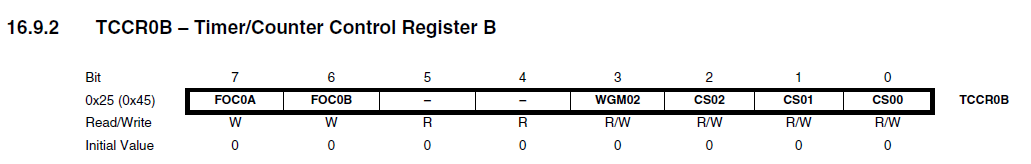 16.9.2 TCCR0B – Timer/Counter Control Register B
Bit 7 6 5 4 3 2 1 0
0x25 (0x45) FOC0A FOC0B – – WGM02 CS02 CS01 CS00 TCCR0B
Read/Write W W R R R/W R/W R/W R/W
Initial Value 0 0 0 0 0 0 0 0